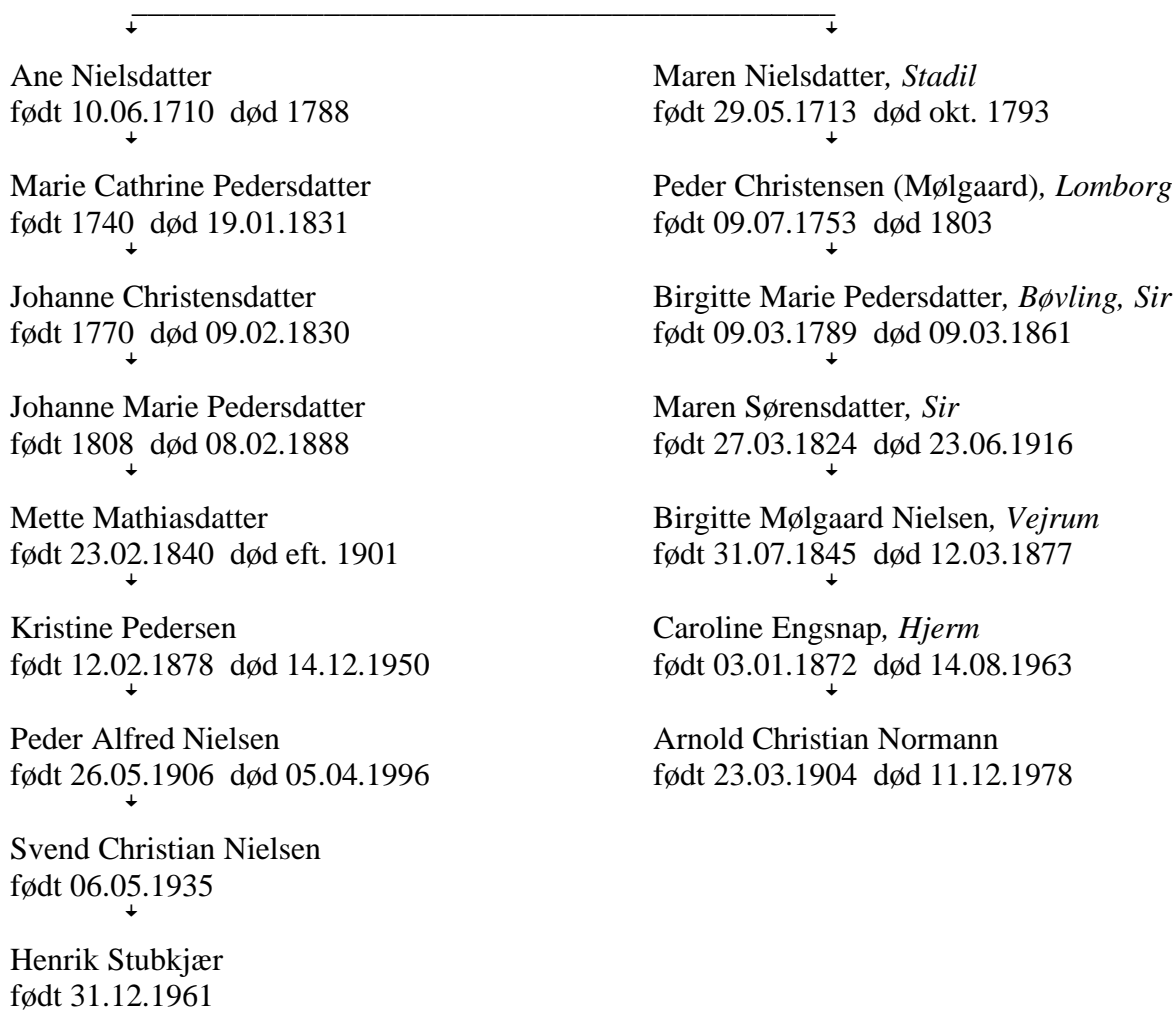 Ane Nielsdatter
født 10.06.1710  død 1788
Marie Cathrine Pedersdatter
født 1740  død 19.01.1831
Johanne Christensdatter
født 1770  død 09.02.1830
Johanne Marie Pedersdatter
født 1808  død 08.02.1888
Mette Mathiasdatter
født 23.02.1840  død eft. 1901
Kristine Pedersen
født 12.02.1878  død 14.12.1950
Peder Alfred Nielsen
født 26.05.1906  død 05.04.1996
Svend Christian Nielsen
født 06.05.1935
Henrik Stubkjær
født 31.12.1961
Maren Nielsdatter, Stadil
født 29.05.1713  død okt. 1793
Peder Christensen (Mølgaard), Lomborg
født 09.07.1753  død 1803
Birgitte Marie Pedersdatter, Bøvling, Sir
født 09.03.1789  død 09.03.1861
Maren Sørensdatter, Sir
født 27.03.1824  død 23.06.1916
Birgitte Mølgaard Nielsen, Vejrum
født 31.07.1845  død 12.03.1877
Caroline Engsnap, Hjerm
født 03.01.1872  død 14.08.1963
Arnold Christian Normann
født 23.03.1904  død 11.12.1978